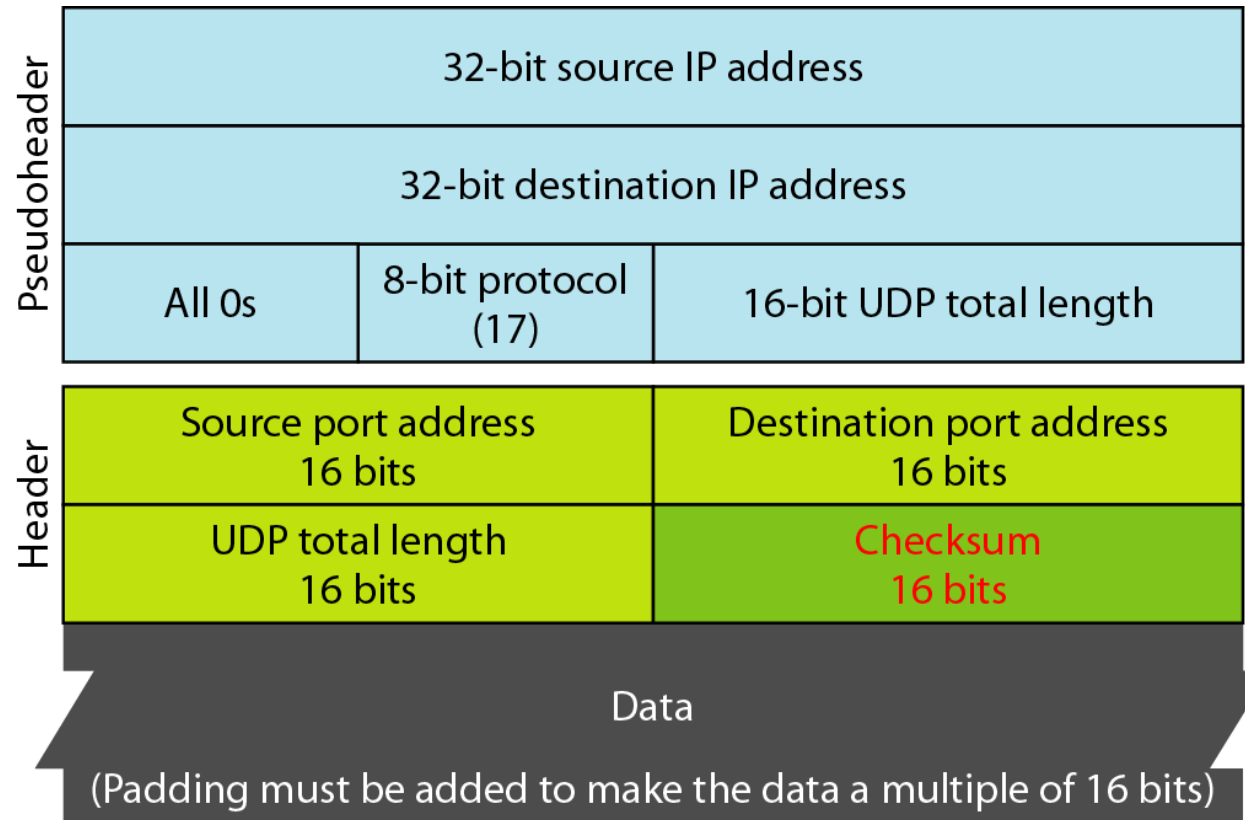 Pseudoheader
32-bit source IP address
32-bit destination IP address
All 0s
8-bit protocol
(17)
16-bit UDP total length
Header
Source port address
16 bits
Destination port address
16 bits
UDP total length
16 bits
Checksum
16 bits
Data
(Padding must be added to make the data a multiple of 16 bits)